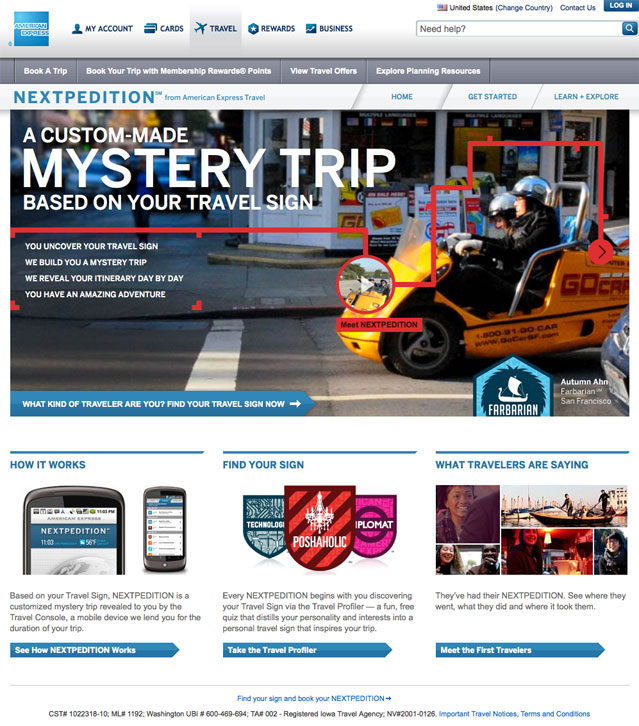 United States (Change Country) Contact Us LOG IN
AMERICAN EXPRESS
MY ACCOUNT CARDS TRAVEL REWARDS BUSINESS
Need help?
Book A Trip Book Your Trip with Membership Rewards® Points View Travel Offers Explore Planning Resources
NEXTPEDITION℠ from American Express Travel HOME GET STARTED LEARN + EXPLORE
MULTIPLE LANGUAGES
A CUSTOM-MADE
MYSTERY TRIP
BASED ON YOUR TRAVEL SIGN
YOU UNCOVER YOUR TRAVEL SIGN
WE BUILD YOU A MYSTERY TRIP
WE REVEAL YOUR ITINERARY DAY BY DAY
YOU HAVE AN AMAZING ADVENTURE
Meet NEXTPEDITION
GOCAR
1-800-91-GO-CAR
www.GoCarSF.com
FARBARIAN
Autumn Ahn
Farbarian℠
San Francisco
WHAT KIND OF TRAVELER ARE YOU? FIND YOUR TRAVEL SIGN NOW
HOW IT WORKS
AMERICAN EXPRESS
NEXTPEDITION
11:03
FIND YOUR SIGN
POSHAHOLIC
WHAT TRAVELERS ARE SAYING
Based on your Travel Sign, NEXTPEDITION is a
customized mystery trip revealed to you by the
Travel Console, a mobile device we lend you for the
duration of your trip.
See How NEXTPEDITION Works
Every NEXTPEDITION begins with you discovering
your Travel Sign via the Travel Profiler — a fun, free
quiz that distills your personality and interests into a
personal travel sign that inspires your trip.
Take the Travel Profiler
They've had their NEXTPEDITION. See where they
went, what they did and where it took them.
Meet the First Travelers
Find your sign and book your NEXTPEDITION
CST# 1022318-10; ML# 1192; Washington UBI # 600-469-694; TA# 002 - Registered Iowa Travel Agency; NV#2001-0126. Important Travel Notices, Terms and Conditions